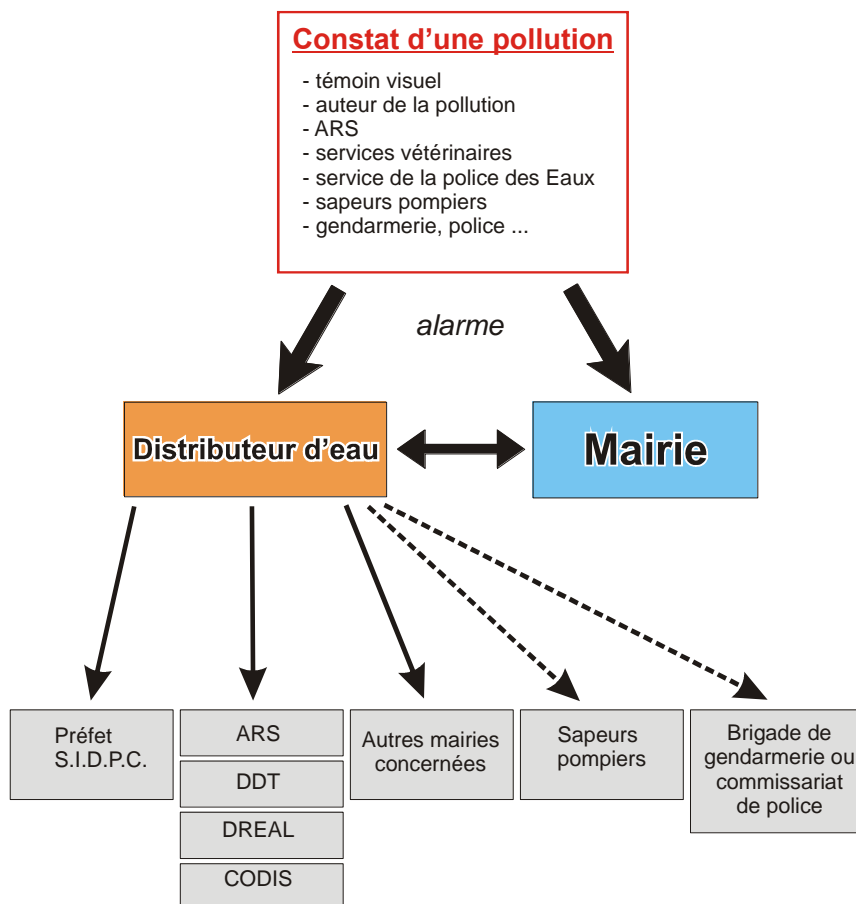 Constat d'une pollution
- témoin visuel
- auteur de la pollution
- ARS
- services vétérinaires
- service de la police des Eaux
- sapeurs pompiers
- gendarmerie, police ...
alarme
Distributeur d'eau
Mairie
Préfet
S.I.D.P.C.
ARS
DDT
DREAL
CODIS
Autres mairies
concernées
Sapeurs
pompiers
Brigade de
gendarmerie ou
commissariat
de police